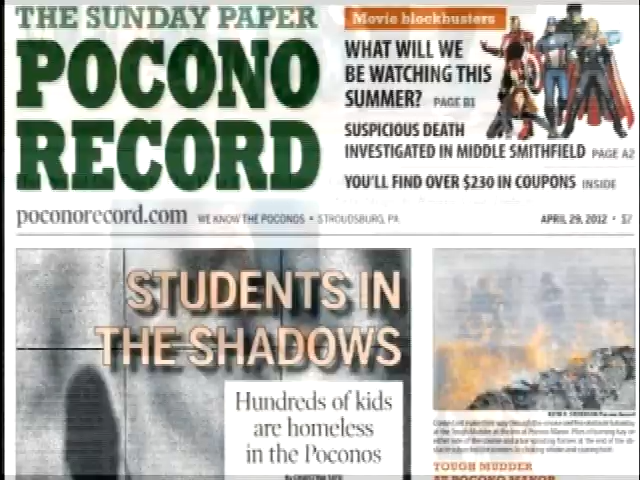 THE SUNDAY PAPER
POCONO
RECORD
Movie blockbusters
WHAT WILL WE
BE WATCHING THIS
SUMMER? PAGE B1
SUSPICIOUS DEATH
INVESTIGATED IN MIDDLE SMITHFIELD PAGE A2
YOU'LL FIND OVER $230 IN COUPONS INSIDE
poconorecord.com WE KNOW THE POCONOS • STROUDSBURG, PA
APRIL 29, 2012 • $2
STUDENTS IN
THE SHADOWS
Hundreds of kids
are homeless
in the Poconos
TOUGH MUDDER
AT POCONO MANOR